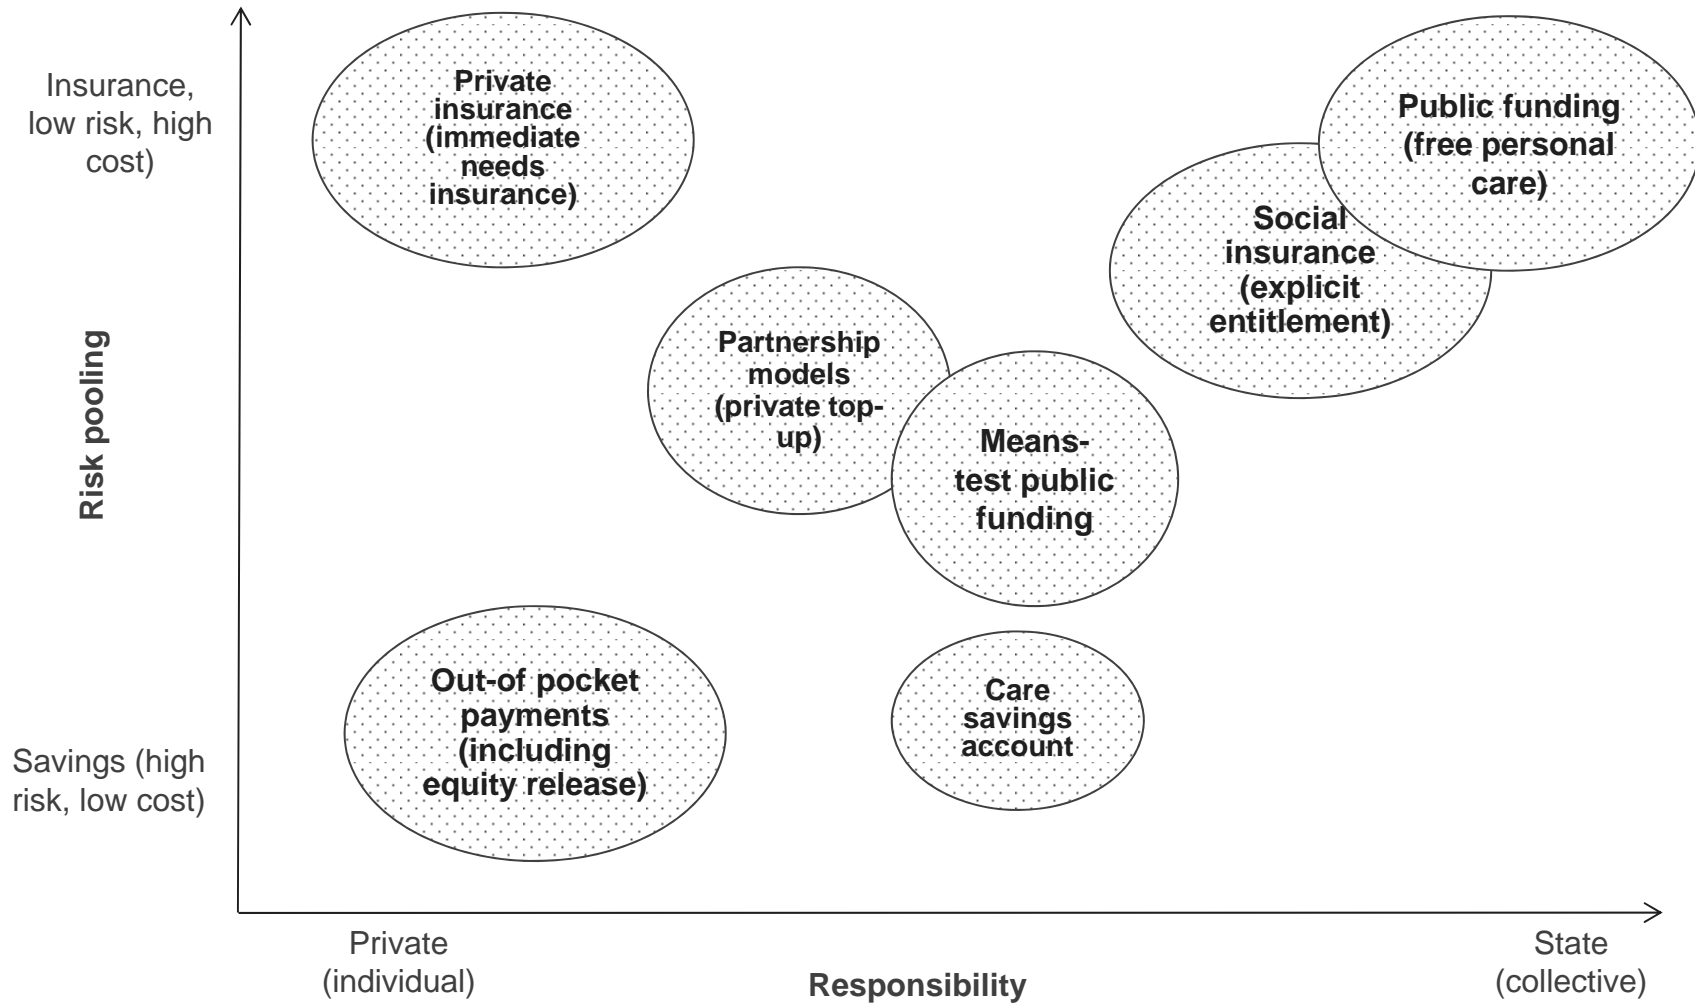 Insurance,
low risk, high
cost)
Private
insurance
(immediate
needs
insurance)
Public funding
(free personal
care)
Social
insurance
(explicit
entitlement)
Risk pooling
Partnership
models
(private top-
up)
Means-
test public
funding
Out-of pocket
payments
(including
equity release)
Care
savings
account
Savings (high
risk, low cost)
Private
(individual)
Responsibility
State
(collective)